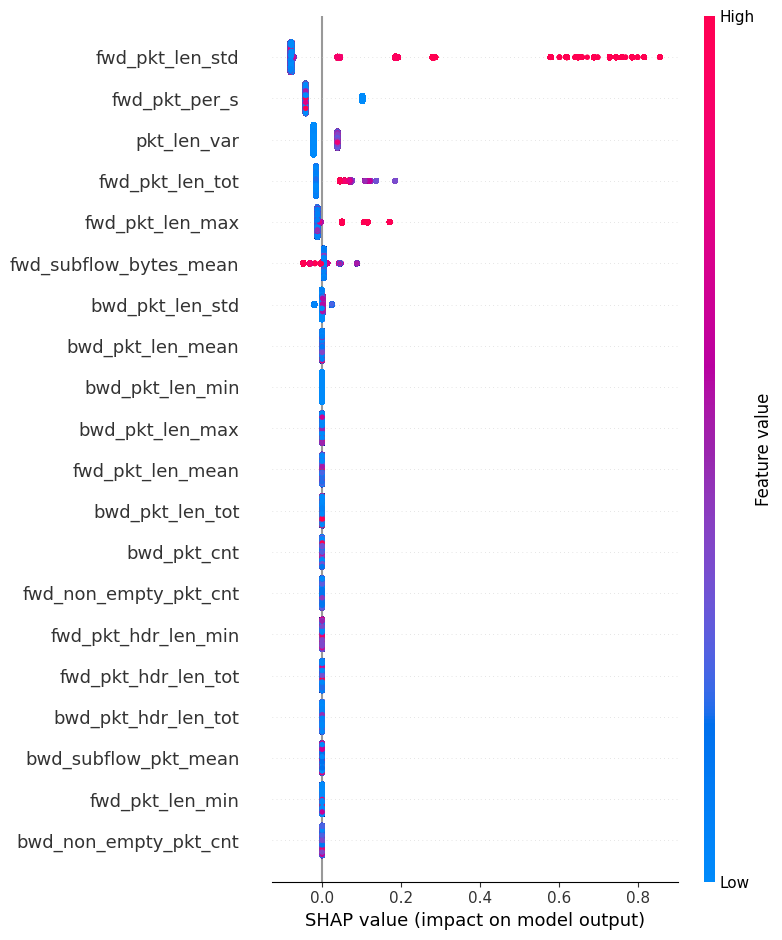 High
fwd_pkt_len_std
fwd_pkt_per_s
pkt_len_var
fwd_pkt_len_tot
fwd_pkt_len_max
fwd_subflow_bytes_mean
bwd_pkt_len_std
bwd_pkt_len_mean
bwd_pkt_len_min
bwd_pkt_len_max
fwd_pkt_len_mean
bwd_pkt_len_tot
bwd_pkt_cnt
fwd_non_empty_pkt_cnt
fwd_pkt_hdr_len_min
fwd_pkt_hdr_len_tot
bwd_pkt_hdr_len_tot
bwd_subflow_pkt_mean
fwd_pkt_len_min
bwd_non_empty_pkt_cnt
Feature value
Low
0.0 0.2 0.4 0.6 0.8
SHAP value (impact on model output)